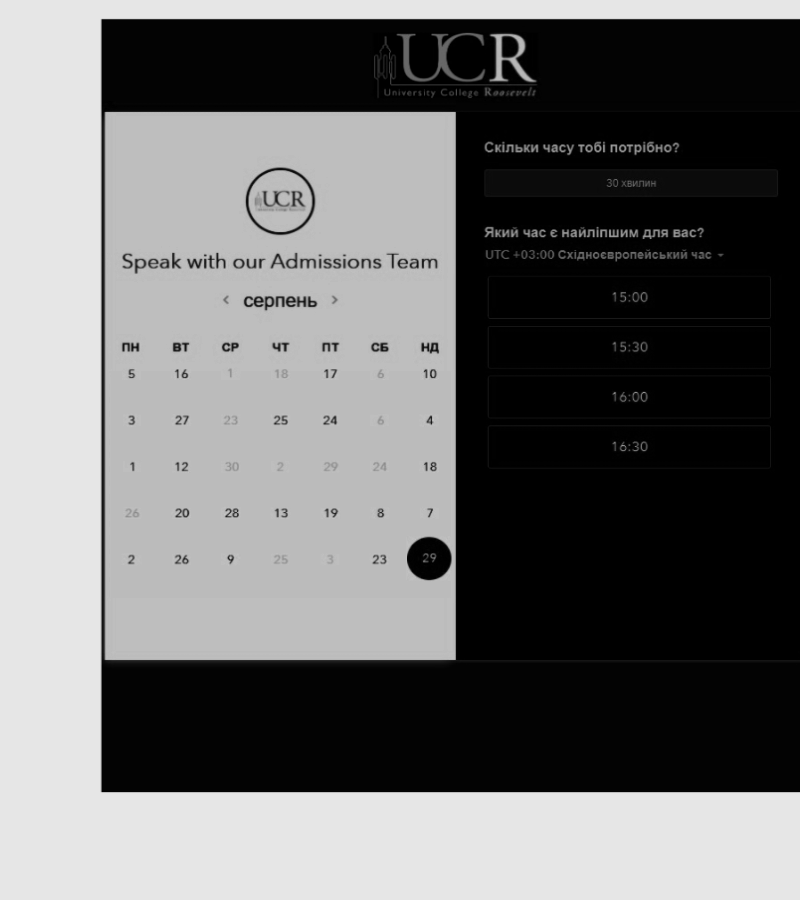 UCR
University College Roosevelt
UCR
Speak with our Admissions Team
< серпень >
ПН ВТ СР ЧТ ПТ СБ НД
5 16 1 18 17 6 10
3 27 23 25 24 6 4
1 12 30 2 29 24 18
26 20 28 13 19 8 7
2 26 9 25 3 23 29
Скільки часу тобі потрібно?
30 хвилин
Який час є найліпшим для вас?
UTC +03:00 Східноєвропейський час
15:00
15:30
16:00
16:30